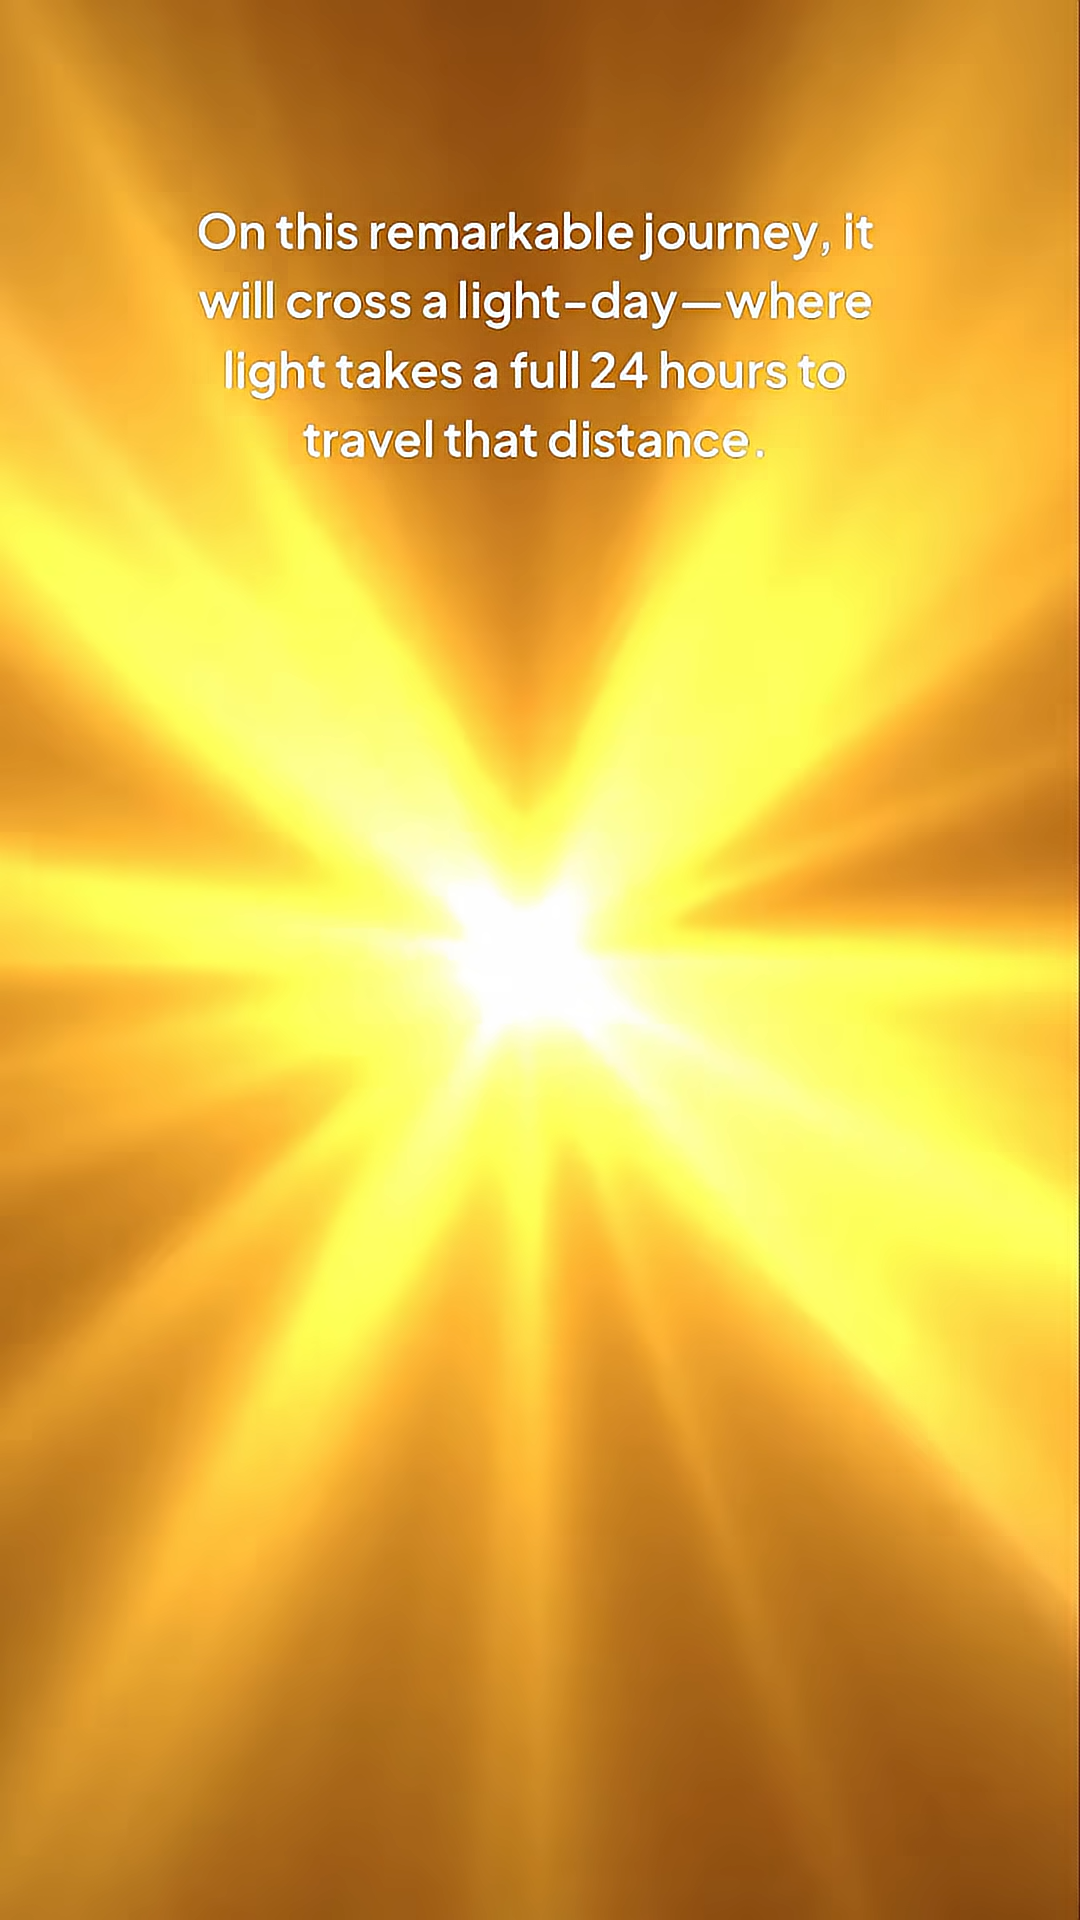 On this remarkable journey, it
will cross a light-day—where
light takes a full 24 hours to
travel that distance.